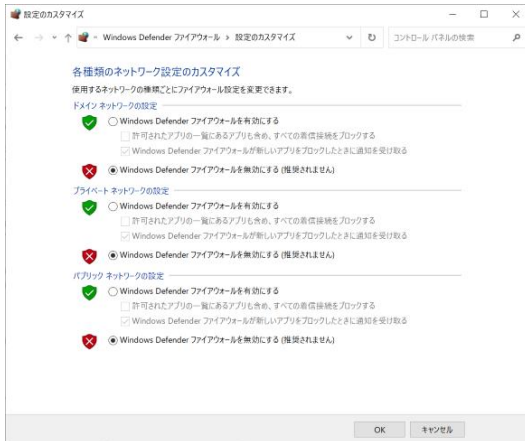 設定のカスタマイズ
Windows Defender ファイアウォール > 設定のカスタマイズ
コントロール パネルの検索
各種類のネットワーク設定のカスタマイズ
使用するネットワークの種類ごとにファイアウォール設定を変更できます。
ドメイン ネットワークの設定
Windows Defender ファイアウォールを有効にする
許可されたアプリの一覧にあるアプリも含め、すべての着信接続をブロックする
Windows Defender ファイアウォールが新しいアプリをブロックしたときに通知を受け取る
Windows Defender ファイアウォールを無効にする (推奨されません)
プライベート ネットワークの設定
Windows Defender ファイアウォールを有効にする
許可されたアプリの一覧にあるアプリも含め、すべての着信接続をブロックする
Windows Defender ファイアウォールが新しいアプリをブロックしたときに通知を受け取る
Windows Defender ファイアウォールを無効にする (推奨されません)
パブリック ネットワークの設定
Windows Defender ファイアウォールを有効にする
許可されたアプリの一覧にあるアプリも含め、すべての着信接続をブロックする
Windows Defender ファイアウォールが新しいアプリをブロックしたときに通知を受け取る
Windows Defender ファイアウォールを無効にする (推奨されません)
OK キャンセル